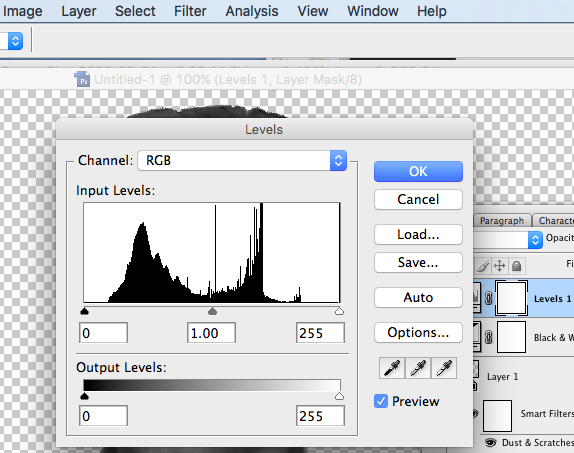 Image Layer Select Filter Analysis View Window Help
Untitled-1 @ 100% (Levels 1, Layer Mask/8)
Levels
Channel: RGB
OK
Input Levels:
Cancel
Load...
Paragraph Characte
Opacit
Save...
Fi
Auto
Levels 1
0 1.00 255
Options...
Black & W
Output Levels:
Layer 1
Preview
0 255
Smart Filters
Dust & Scratches